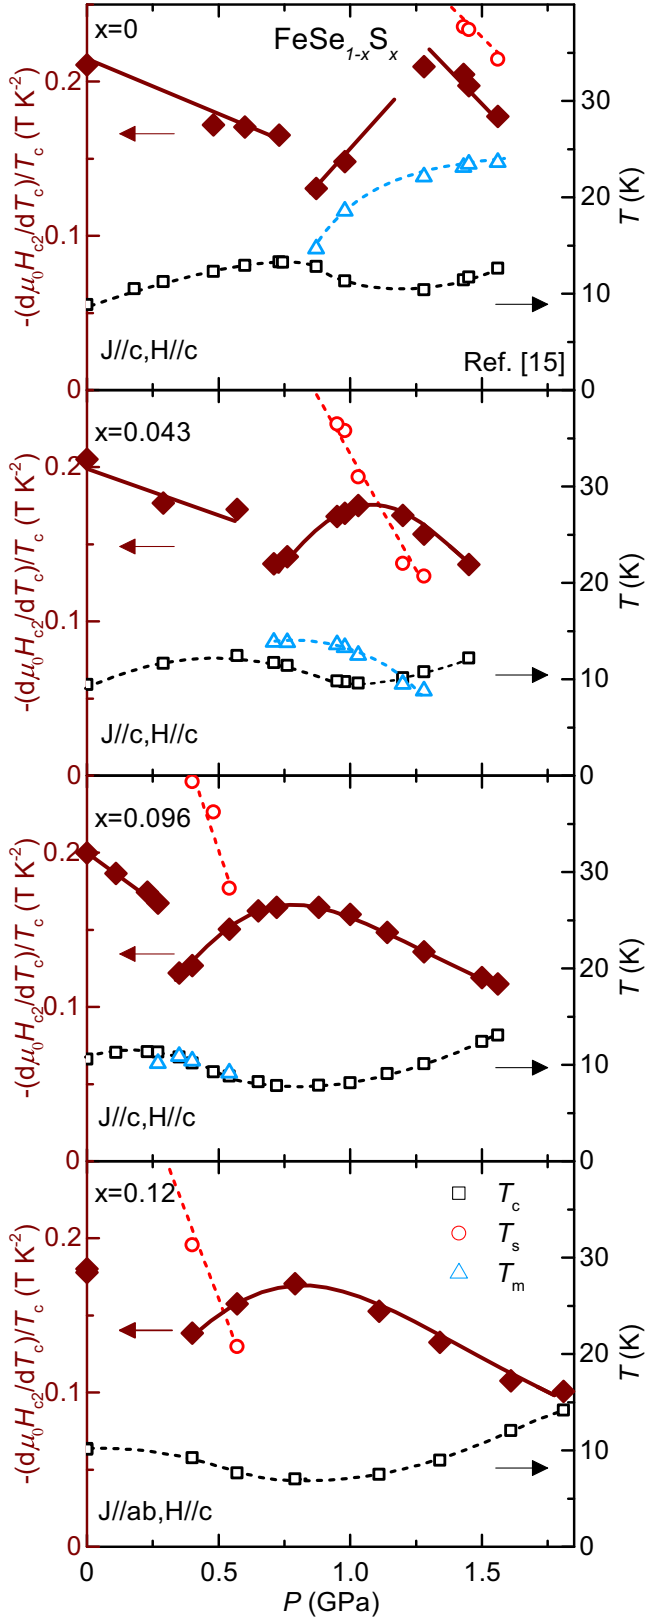 x=0
FeSe1-xSx
-(dμ0Hc2/dTc)/Tc (T K-2)
0.2
0.1
0
T (K)
30
20
10
0
J//c,H//c
Ref. [15]
x=0.043
-(dμ0Hc2/dTc)/Tc (T K-2)
0.2
0.1
0
T (K)
30
20
10
0
J//c,H//c
x=0.096
-(dμ0Hc2/dTc)/Tc (T K-2)
0.2
0.1
0
T (K)
30
20
10
0
J//c,H//c
x=0.12
Tc
Ts
Tm
-(dμ0Hc2/dTc)/Tc (T K-2)
0.2
0.1
0
T (K)
30
20
10
0
J//ab,H//c
0 0.5 1.0 1.5
P (GPa)